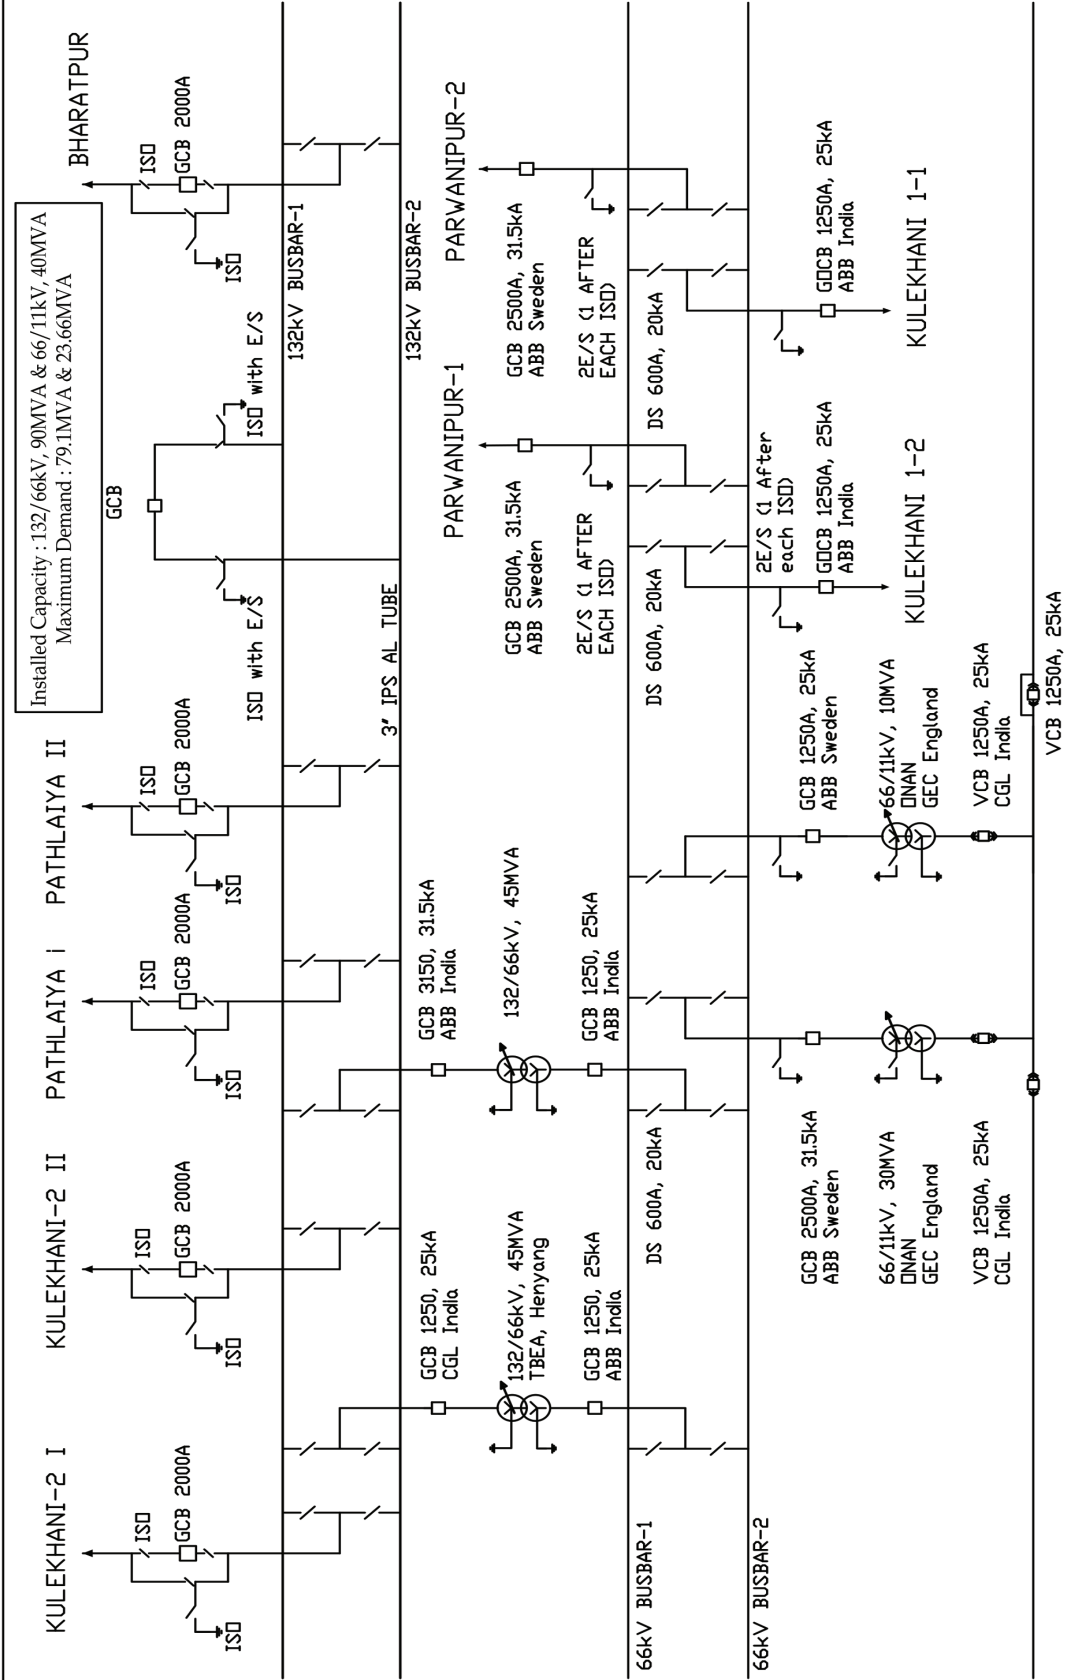 Installed Capacity : 132/66kV, 90MVA & 66/11kV, 40MVA
Maximum Demand : 79.1MVA & 23.66MVA
KULEKHANI-2 I
ISO
GCB 2000A
ISO
KULEKHANI-2 II
ISO
GCB 2000A
ISO
PATHLAIYA i
ISO
GCB 2000A
ISO
PATHLAIYA II
ISO
GCB 2000A
ISO
GCB
ISO with E/S
ISO with E/S
BHARATPUR
ISO
GCB 2000A
ISO
132kV BUSBAR-1
132kV BUSBAR-2
3" IPS AL TUBE
GCB 1250, 25kA
CGL India
132/66kV, 45MVA
TBEA, Henyang
GCB 1250, 25kA
ABB India
GCB 3150, 31.5kA
ABB India
132/66kV, 45MVA
GCB 1250, 25kA
ABB India
PARWANIPUR-1
GCB 2500A, 31.5kA
ABB Sweden
2E/S (1 AFTER
EACH ISO)
PARWANIPUR-2
GCB 2500A, 31.5kA
ABB Sweden
2E/S (1 AFTER
EACH ISO)
66kV BUSBAR-1
DS 600A, 20kA
DS 600A, 20kA
DS 600A, 20kA
66kV BUSBAR-2
GCB 2500A, 31.5kA
ABB Sweden
66/11kV, 30MVA
ONAN
GEC England
VCB 1250A, 25kA
CGL India
GCB 1250A, 25kA
ABB Sweden
66/11kV, 10MVA
ONAN
GEC England
VCB 1250A, 25kA
CGL India
2E/S (1 After
each ISO)
GOCB 1250A, 25kA
ABB India
KULEKHANI 1-2
GOCB 1250A, 25kA
ABB India
KULEKHANI 1-1
VCB 1250A, 25kA